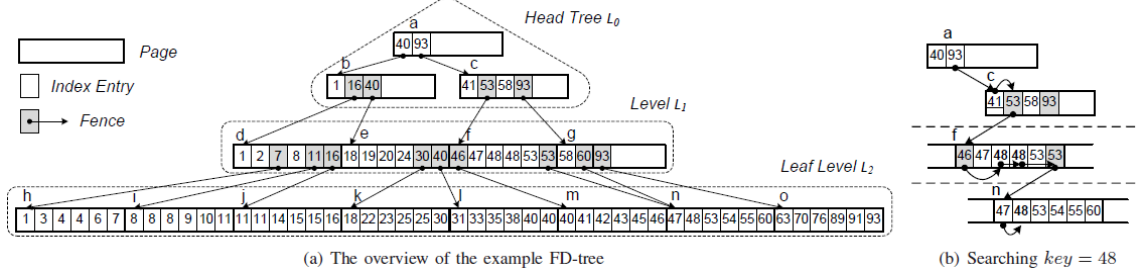 a
Head Tree L0
40 93
Page
b
c
1 16 40
41 53 58 93
Index Entry
Level L1
Fence
d
e
f
g
1 2 7 8 11 16 18 19 20 24 30 40 46 47 48 48 53 53 58 60 93
Leaf Level L2
h
i
j
k
l
m
n
o
1 3 4 4 6 7 8 8 8 9 10 11 11 11 14 15 15 16 18 22 23 25 25 30 31 33 35 38 40 40 40 41 42 43 45 46 47 48 53 54 55 60 63 70 76 89 91 93
(a) The overview of the example FD-tree
a
40 93
c
41 53 58 93
f
46 47 48 48 53 53
n
47 48 53 54 55 60
(b) Searching key = 48